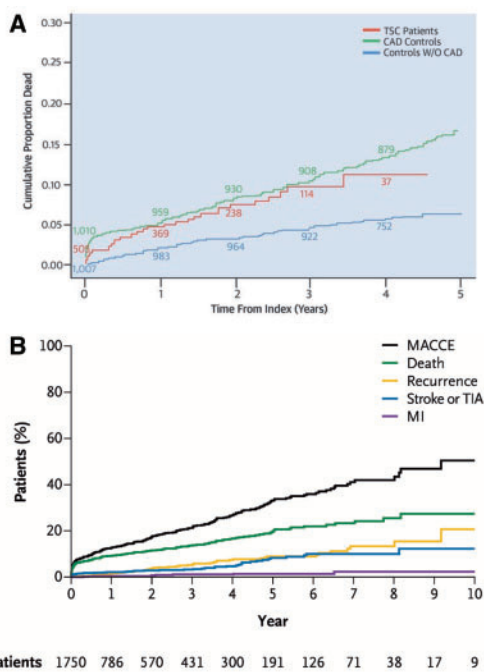 A
0.30
0.25
0.20
0.15
0.10
0.05
0.00
Cumulative Proportion Dead
TSC Patients
CAD Controls
Controls W/O CAD
1,010
959
930
908
879
369
238
114
37
1,007
983
964
922
752
0 1 2 3 4 5
Time From Index (Years)
B
100
80
60
40
20
0
Patients (%)
MACCE
Death
Recurrence
Stroke or TIA
MI
0 1 2 3 4 5 6 7 8 9 10
Year
1750 786 570 431 300 191 126 71 38 17 9